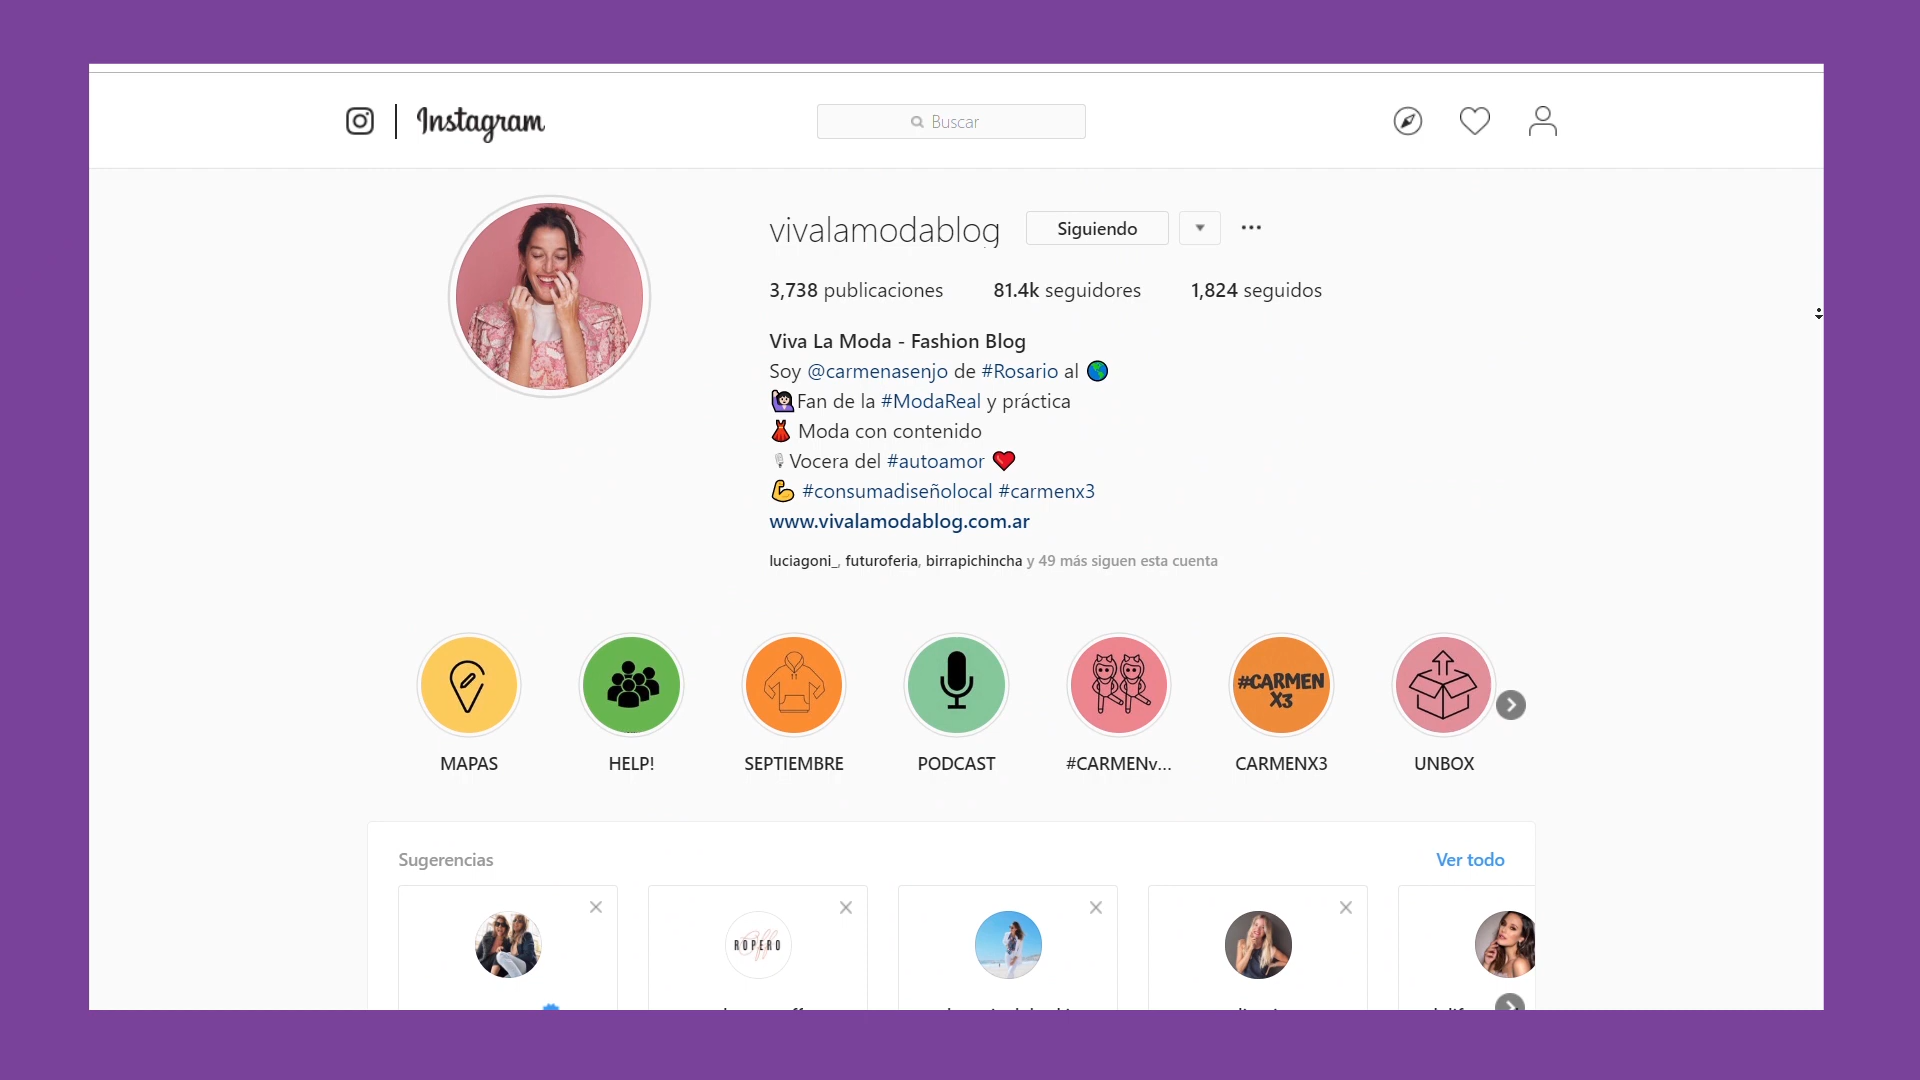 Instagram
Buscar
vivalamodablog
Siguiendo
3,738 publicaciones
81.4k seguidores
1,824 seguidos
Viva La Moda - Fashion Blog
Soy @carmenasenjo de #Rosario al 🌎
🙋🏻‍♀️Fan de la #ModaReal y práctica
👗 Moda con contenido
🎙Vocera del #autoamor ❤️
💪 #consumadiseñolocal #carmenx3
www.vivalamodablog.com.ar
luciagoni_, futuroferia, birrapichincha y 49 más siguen esta cuenta
#CARMEN
X3
MAPAS
HELP!
SEPTIEMBRE
PODCAST
#CARMENv...
CARMENX3
UNBOX
Sugerencias
Ver todo
ROPERO